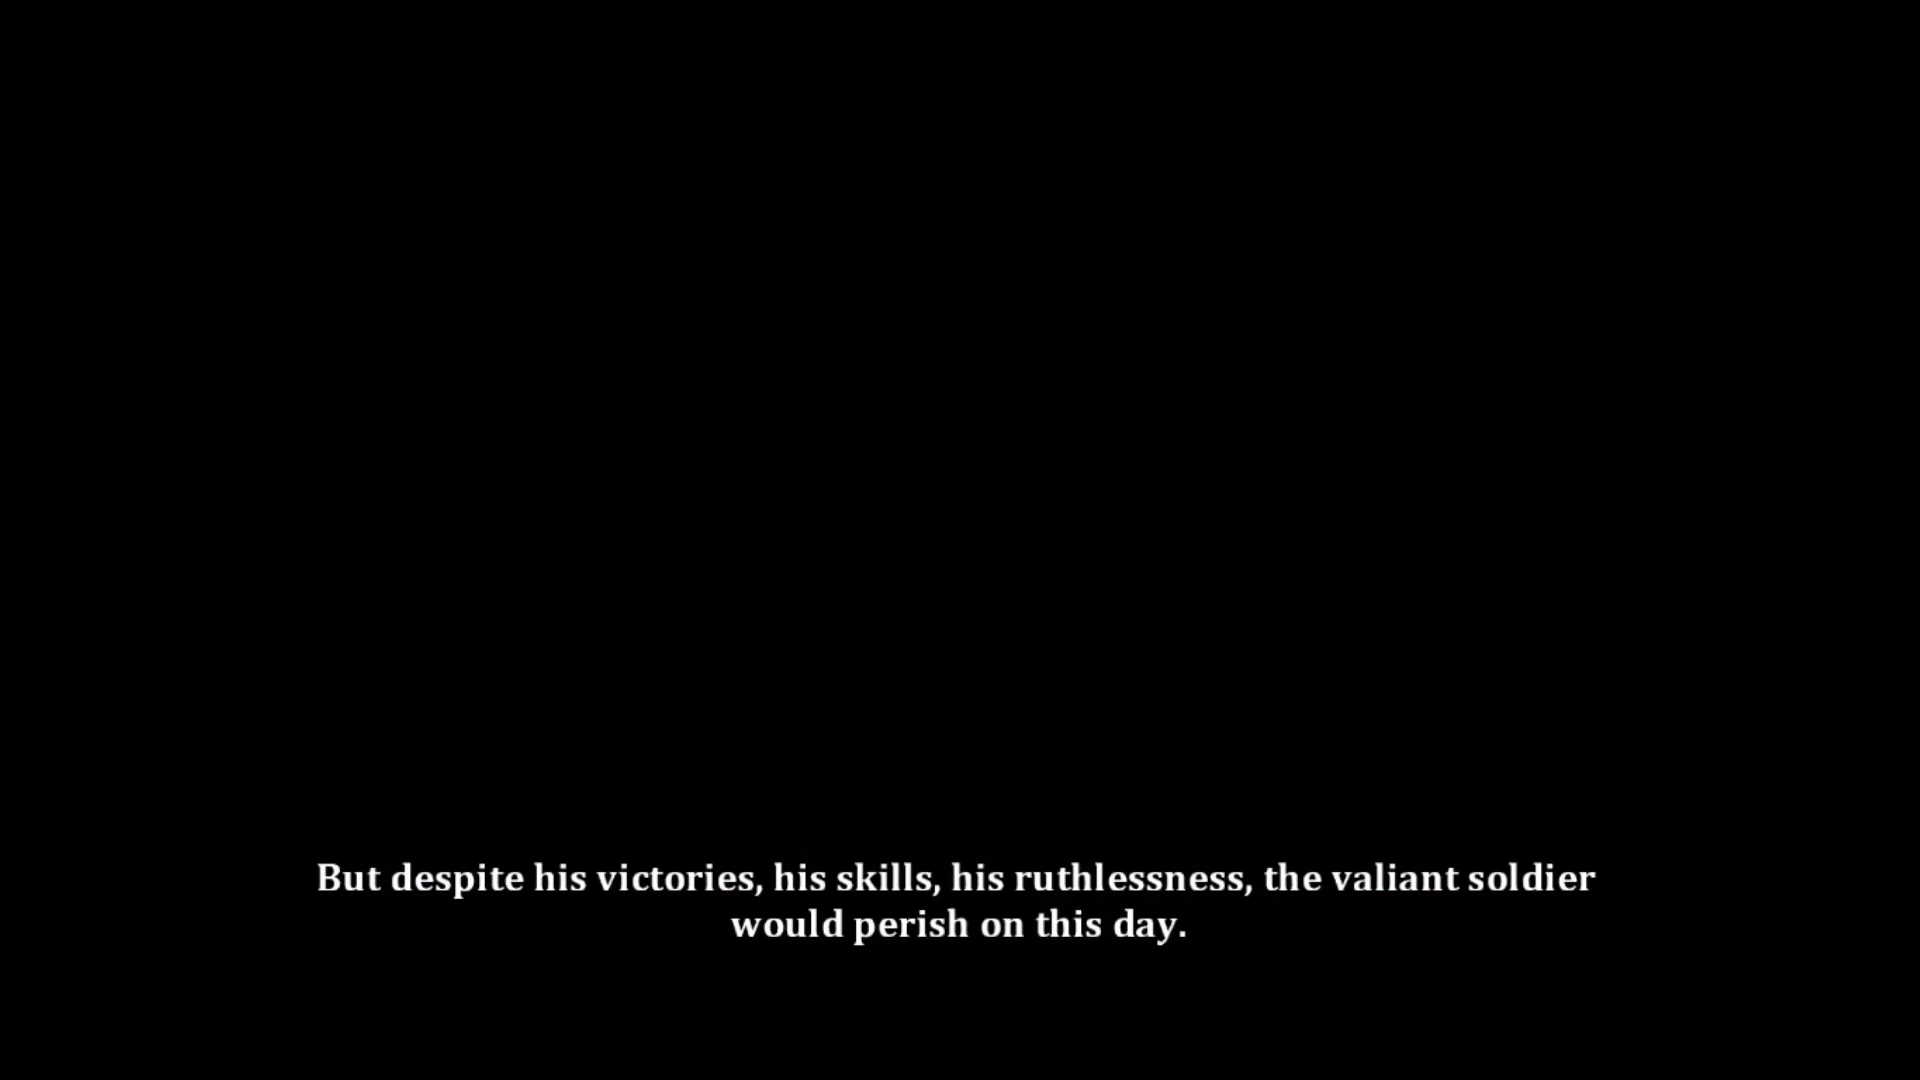 But despite his victories, his skills, his ruthlessness, the valiant soldier
would perish on this day.